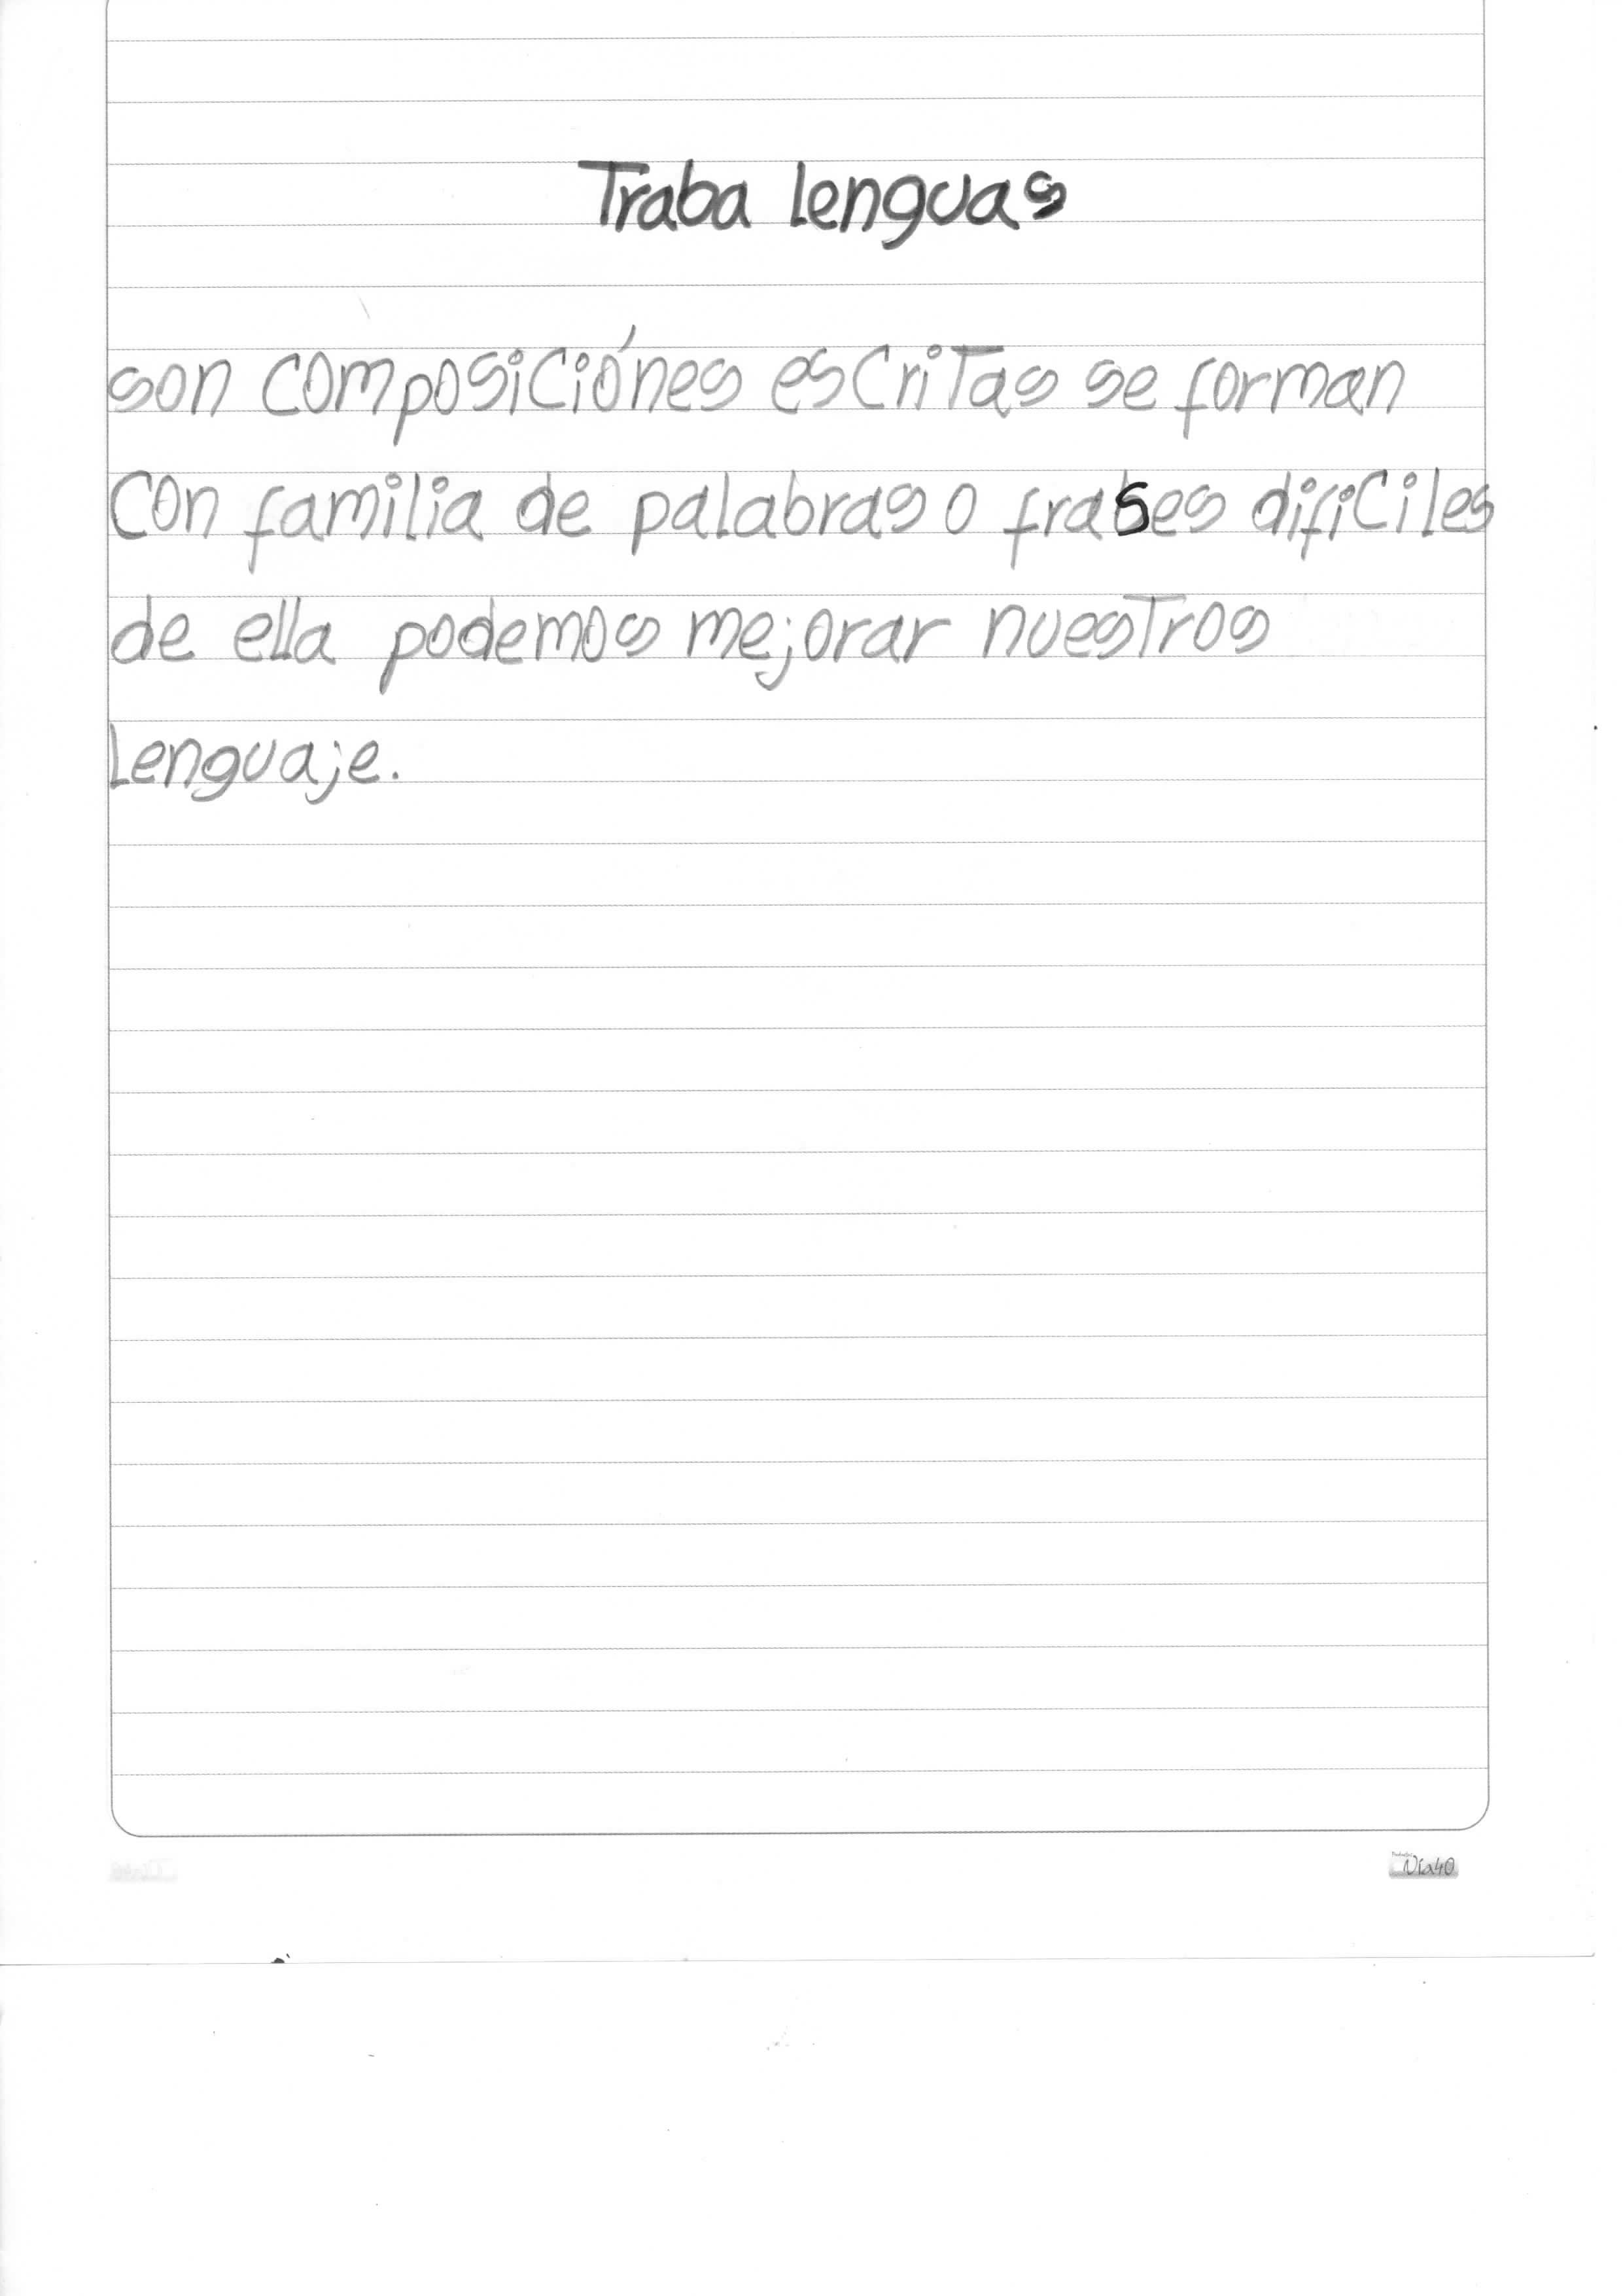 Traba lenguas
son composiciónes escritas se forman
con familia de palabras o frases dificiles
de ella podemos mejorar nuestros
Lenguaje.